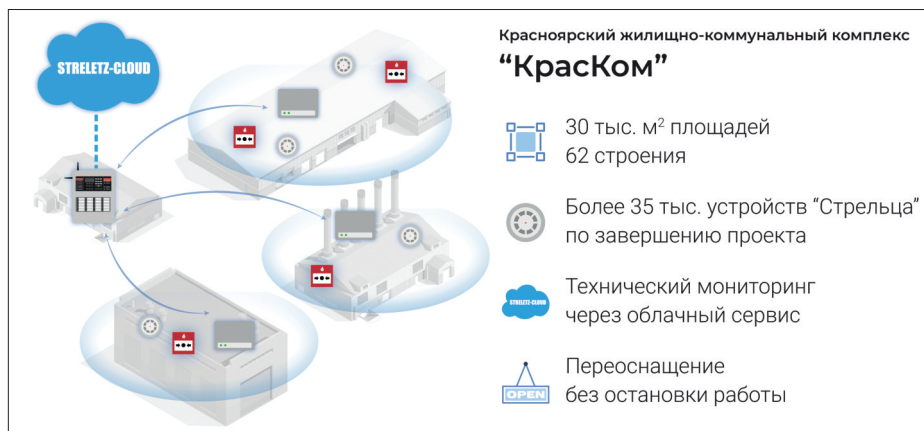 STRELETZ-CLOUD
Красноярский жилищно-коммунальный комплекс
“КрасКом”
30 тыс. м² площадей
62 строения
Более 35 тыс. устройств “Стрельца”
по завершению проекта
STRELETZ-CLOUD
Технический мониторинг
через облачный сервис
OPEN
Переоснащение
без остановки работы